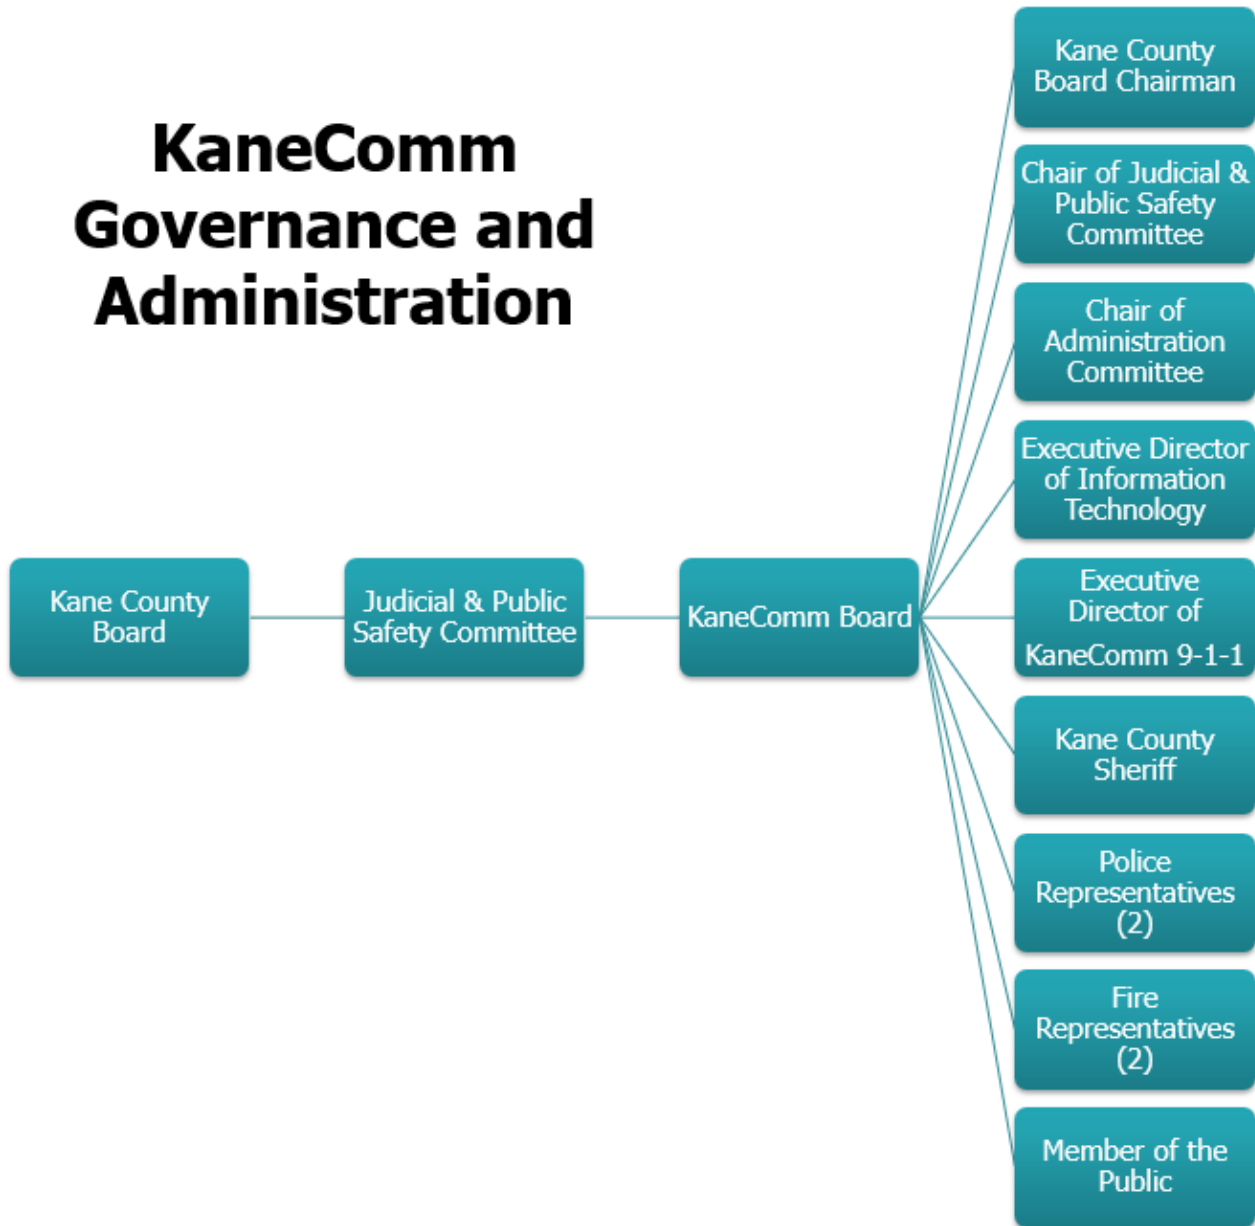 KaneComm
Governance and
Administration
Kane County
Board
Judicial & Public
Safety Committee
KaneComm Board
Kane County
Board Chairman
Chair of Judicial &
Public Safety
Committee
Chair of
Administration
Committee
Executive Director
of Information
Technology
Executive
Director of
KaneComm 9-1-1
Kane County
Sheriff
Police
Representatives
(2)
Fire
Representatives
(2)
Member of the
Public